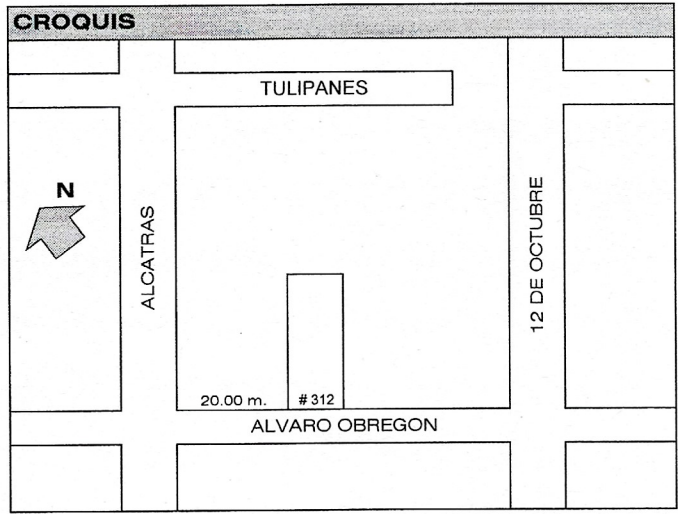 CROQUIS
TULIPANES
N
ALCATRAS
12 DE OCTUBRE
20.00 m.
# 312
ALVARO OBREGON